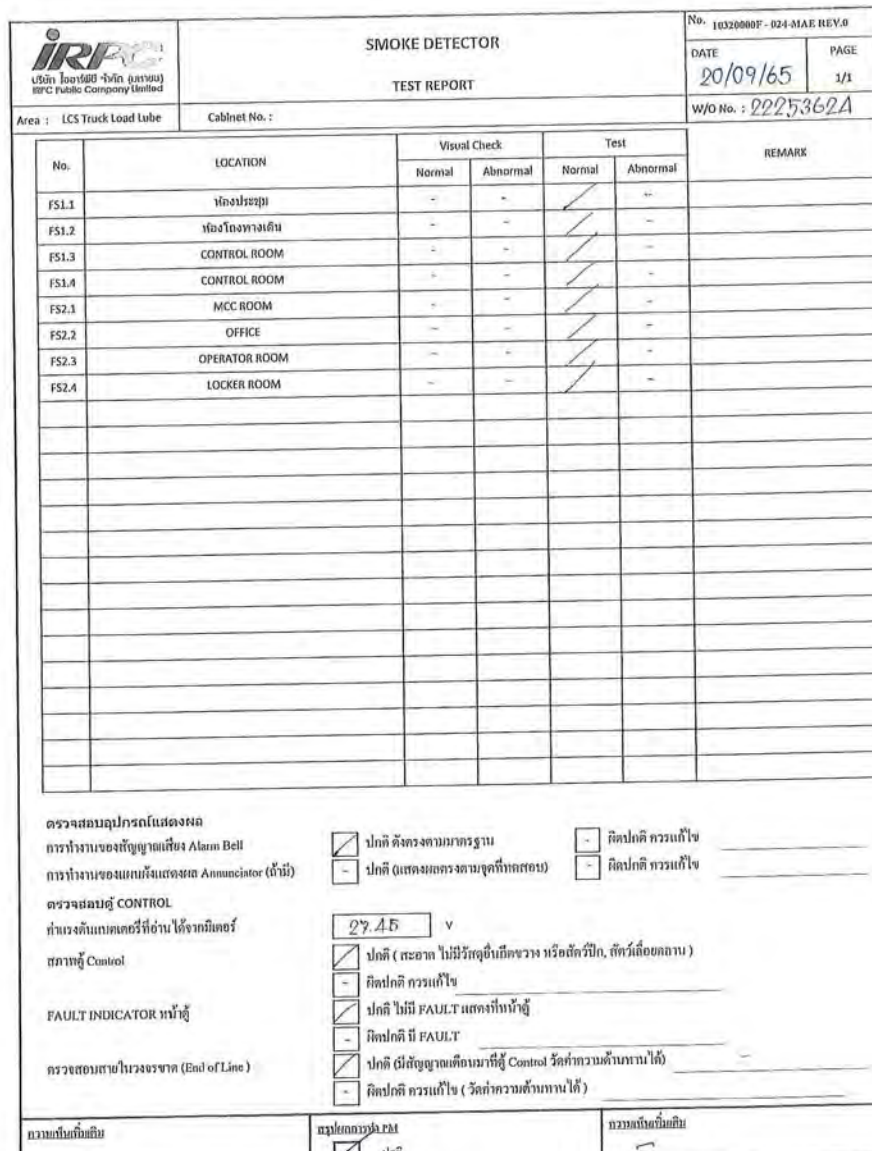 IRPC
บริษัท ไออาร์พีซี จำกัด (มหาชน)
IRPC Public Company Limited
SMOKE DETECTOR
TEST REPORT
No. 10320000F - 024-MAE REV.0
DATE
20/09/65
PAGE
1/1
Area : LCS Truck Load Lube
Cabinet No. :
W/O No. : 22253624
No. LOCATION Visual Check Test REMARK
Normal Abnormal Normal Abnormal
FS1.1 ห้องประชุม - - / -
FS1.2 ห้องโถงทางเดิน - - / -
FS1.3 CONTROL ROOM - - / -
FS1.4 CONTROL ROOM - - / -
FS2.1 MCC ROOM - - / -
FS2.2 OFFICE - - / -
FS2.3 OPERATOR ROOM - - / -
FS2.4 LOCKER ROOM - - / -
ตรวจสอบอุปกรณ์แสดงผล
การทำงานของสัญญาณเสียง Alarm Bell / ปกติ ดังตรงตามมาตรฐาน - ผิดปกติ ควรแก้ไข
การทำงานของแผนผังแสดงผล Annunciator (ถ้ามี) - ปกติ (แสดงผลตรงตามจุดที่ทดสอบ) - ผิดปกติ ควรแก้ไข
ตรวจสอบตู้ CONTROL
ค่าแรงดันแบตเตอรี่ที่อ่านได้จากมิเตอร์ 27.45 V
สภาพตู้ Control / ปกติ ( สะอาด ไม่มีวัสดุอื่นกีดขวาง หรือสัตว์ปีก, สัตว์เลื้อยคลาน )
- ผิดปกติ ควรแก้ไข
FAULT INDICATOR หน้าตู้ / ปกติ ไม่มี FAULT แสดงที่หน้าตู้
- ผิดปกติ มี FAULT
ตรวจสอบสายในวงจรขาด (End of Line ) / ปกติ (มีสัญญาณเตือนมาที่ตู้ Control วัดค่าความต้านทานได้) -
- ผิดปกติ ควรแก้ไข ( วัดค่าความต้านทานได้ )
ความเห็นเพิ่มเติม สรุปผลการทำ PM ความเห็นเพิ่มเติม
/ ปกติ